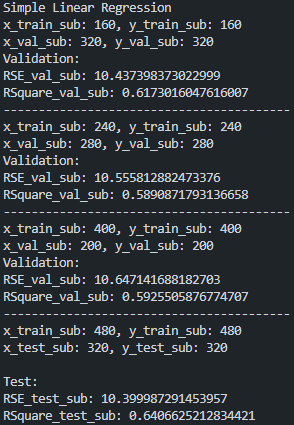 Simple Linear Regression
x_train_sub: 160, y_train_sub: 160
x_val_sub: 320, y_val_sub: 320
Validation:
RSE_val_sub: 10.437398373022999
RSquare_val_sub: 0.6173016047616007
-----------------------------------------
x_train_sub: 240, y_train_sub: 240
x_val_sub: 280, y_val_sub: 280
Validation:
RSE_val_sub: 10.555812882473376
RSquare_val_sub: 0.5890871793136658
-----------------------------------------
x_train_sub: 400, y_train_sub: 400
x_val_sub: 200, y_val_sub: 200
Validation:
RSE_val_sub: 10.647141688182703
RSquare_val_sub: 0.5925505876774707
-----------------------------------------
x_train_sub: 480, y_train_sub: 480
x_test_sub: 320, y_test_sub: 320
Test:
RSE_test_sub: 10.399987291453957
RSquare_test_sub: 0.6406625212834421